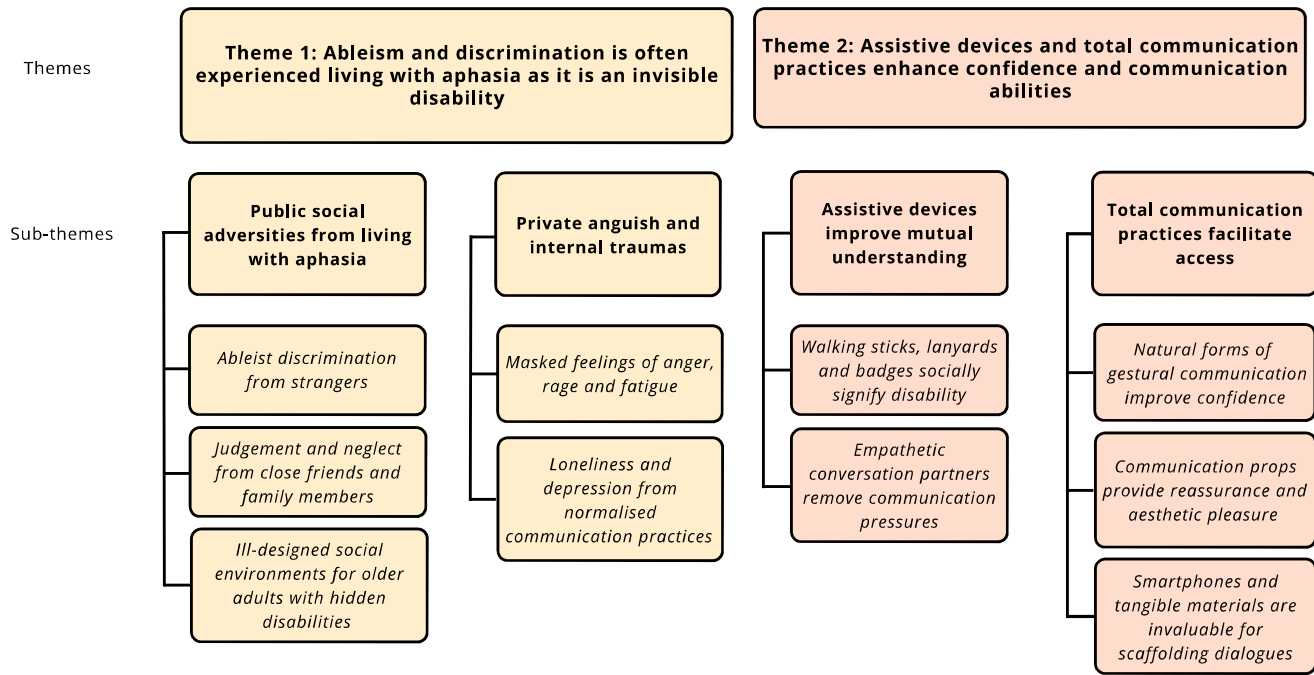 Themes
Theme 1: Ableism and discrimination is often
experienced living with aphasia as it is an invisible
disability
Theme 2: Assistive devices and total communication
practices enhance confidence and communication
abilities
Sub-themes
Public social
adversities from living
with aphasia
Ableist discrimination
from strangers
Judgement and neglect
from close friends and
family members
Ill-designed social
environments for older
adults with hidden
disabilities
Private anguish and
internal traumas
Masked feelings of anger,
rage and fatigue
Loneliness and
depression from
normalised
communication practices
Assistive devices
improve mutual
understanding
Walking sticks, lanyards
and badges socially
signify disability
Empathetic
conversation partners
remove communication
pressures
Total communication
practices facilitate
access
Natural forms of
gestural communication
improve confidence
Communication props
provide reassurance and
aesthetic pleasure
Smartphones and
tangible materials are
invaluable for
scaffolding dialogues